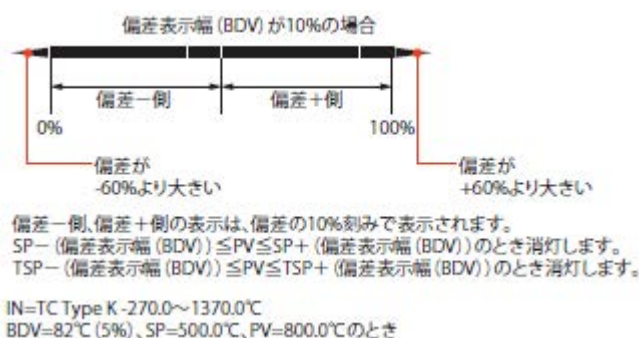 偏差表示幅(BDV)が10%の場合
偏差−側 偏差+側
0% 100%
偏差が
-60%より大きい
偏差が
+60%より大きい
偏差−側、偏差+側の表示は、偏差の10%刻みで表示されます。
SP−(偏差表示幅(BDV))≦PV≦SP+(偏差表示幅(BDV))のとき消灯します。
TSP−(偏差表示幅(BDV))≦PV≦TSP+(偏差表示幅(BDV))のとき消灯します。
IN=TC Type K -270.0～1370.0℃
BDV=82℃(5%)、SP=500.0℃、PV=800.0℃のとき